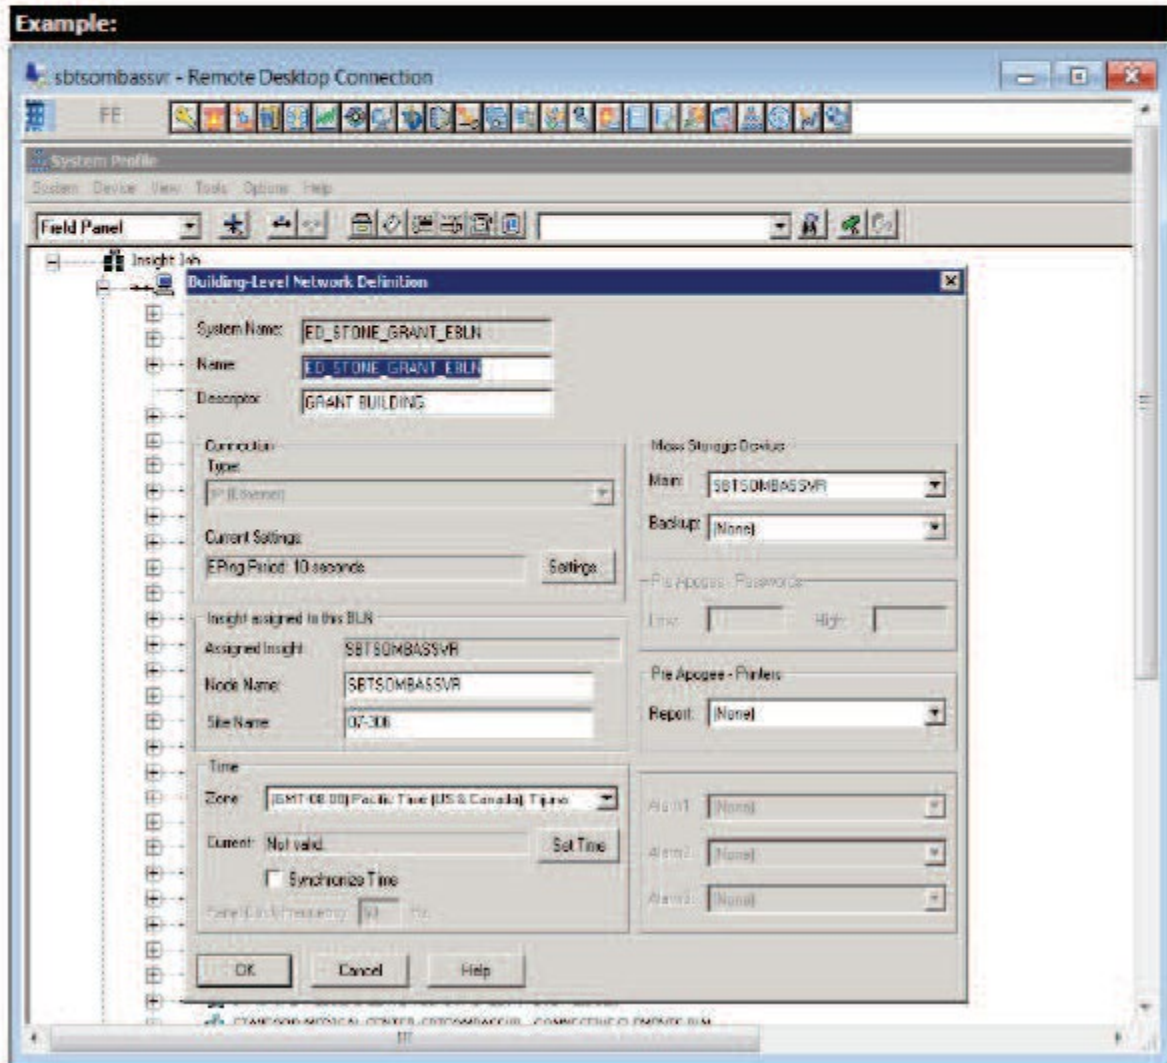 Example:
sbtsombassvr - Remote Desktop Connection
FE
System Profile
System Device View Tools Options Help
Field Panel
Insight Job
Building-Level Network Definition
System Name: ED_STONE_GRANT_EBLN
Name: ED_STONE_GRANT_EBLN
Descriptor: GRANT BUILDING
Connection
Type:
IP (Ethernet)
Current Settings:
EPing Period: 10 seconds
Settings...
Insight assigned to this BLN
Assigned Insight: SBTSOMBASSVR
Node Name: SBTSOMBASSVR
Site Name: 07-306
Time
Zone: (GMT-08:00) Pacific Time (US & Canada), Tijuana
Current: Not valid.
Set Time
Synchronize Time
Hz.
Mass Storage Device
Main: SBTSOMBASSVR
Backup: (None)
Pre Apogee - Passwords
Low: High:
Pre Apogee - Printers
Report: (None)
Alarm1: (None)
Alarm2: (None)
Alarm3: (None)
OK Cancel Help